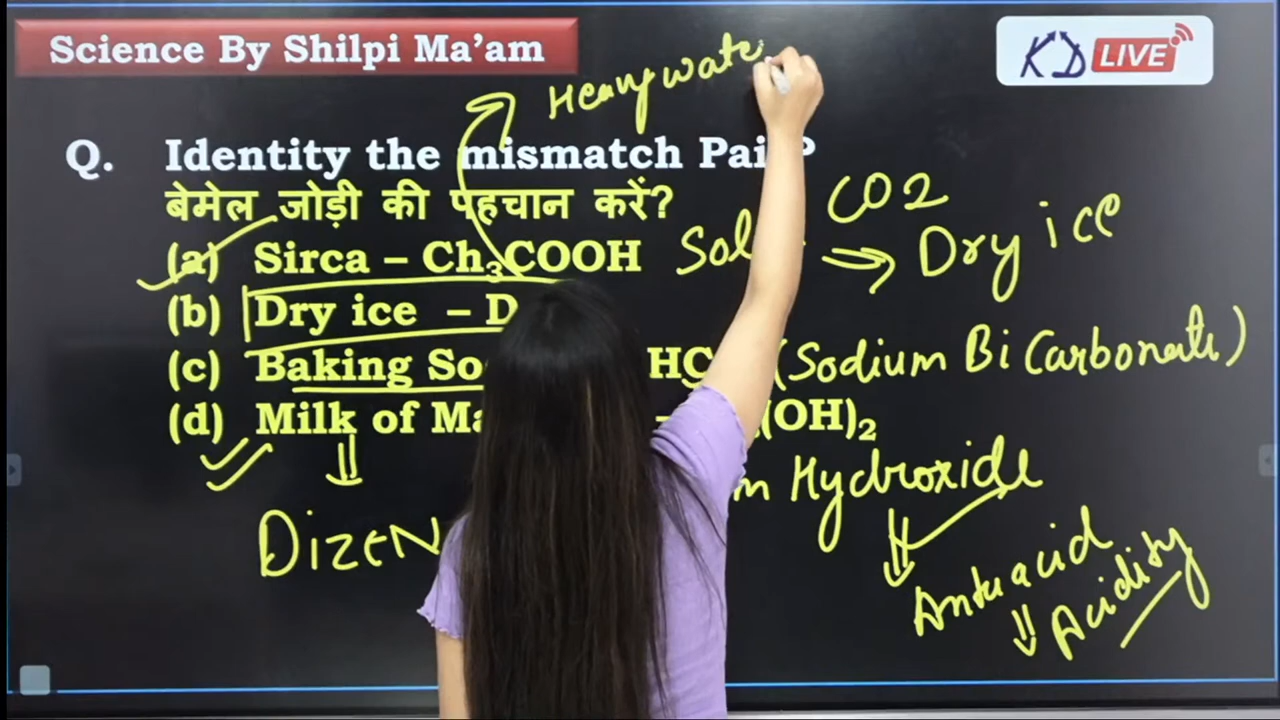 Science By Shilpi Ma'am
KD LIVE
Heavy wate
Q. Identity the mismatch Pai ?
बेमेल जोड़ी की पहचान करें?
CO2
(a) Sirca – Ch₃COOH
Sol
⇒ Dry ice
(b) Dry ice – D
(c) Baking So
HC
(Sodium Bi Carbonate)
(d) Milk of Ma
– (OH)₂
m Hydroxide
DizeN
Antiacid
Acidity